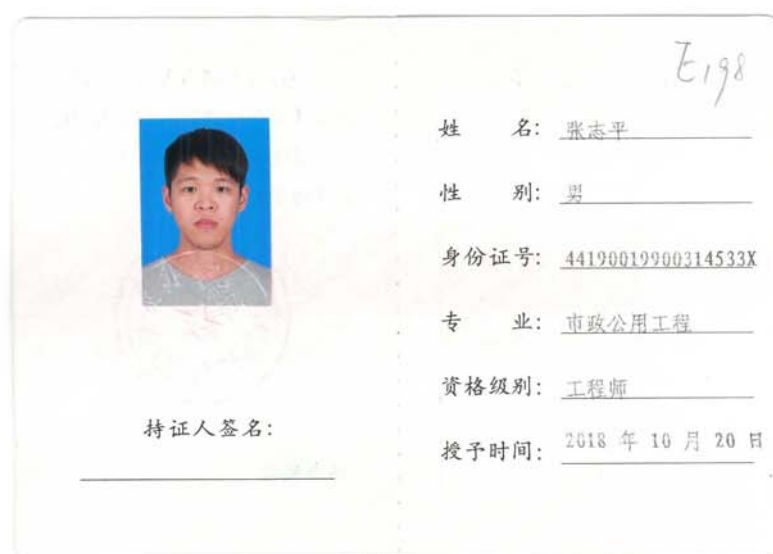 E198
姓 名: 张志平
性 别: 男
身份证号: 44190019900314533X
专 业: 市政公用工程
资格级别: 工程师
授予时间: 2018 年 10 月 20 日
持证人签名: